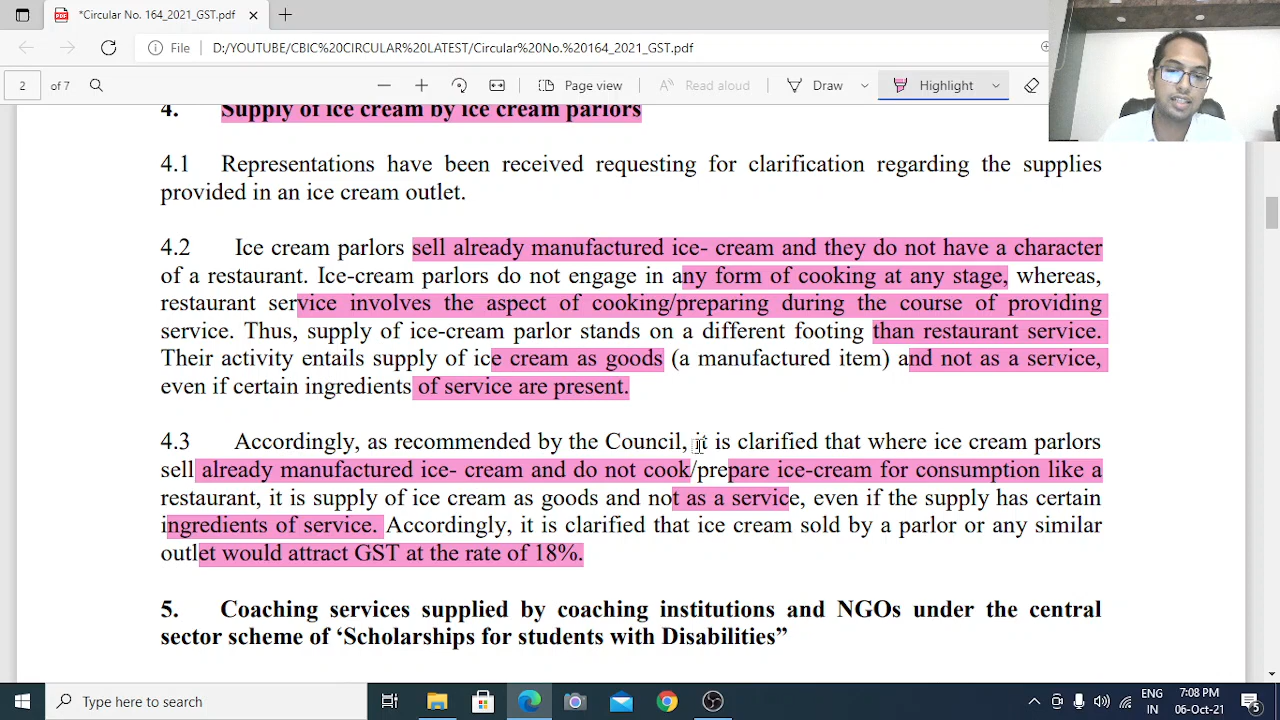 *Circular No. 164_2021_GST.pdf
File D:/YOUTUBE/CBIC%20CIRCULAR%20LATEST/Circular%20No.%20164_2021_GST.pdf
2 of 7 Page view Read aloud Draw Highlight
4. Supply of ice cream by ice cream parlors
4.1 Representations have been received requesting for clarification regarding the supplies
provided in an ice cream outlet.
4.2 Ice cream parlors sell already manufactured ice- cream and they do not have a character
of a restaurant. Ice-cream parlors do not engage in any form of cooking at any stage, whereas,
restaurant service involves the aspect of cooking/preparing during the course of providing
service. Thus, supply of ice-cream parlor stands on a different footing than restaurant service.
Their activity entails supply of ice cream as goods (a manufactured item) and not as a service,
even if certain ingredients of service are present.
4.3 Accordingly, as recommended by the Council, it is clarified that where ice cream parlors
sell already manufactured ice- cream and do not cook/prepare ice-cream for consumption like a
restaurant, it is supply of ice cream as goods and not as a service, even if the supply has certain
ingredients of service. Accordingly, it is clarified that ice cream sold by a parlor or any similar
outlet would attract GST at the rate of 18%.
5. Coaching services supplied by coaching institutions and NGOs under the central
sector scheme of ‘Scholarships for students with Disabilities”
Type here to search
ENG 7:08 PM
IN 06-Oct-21 5